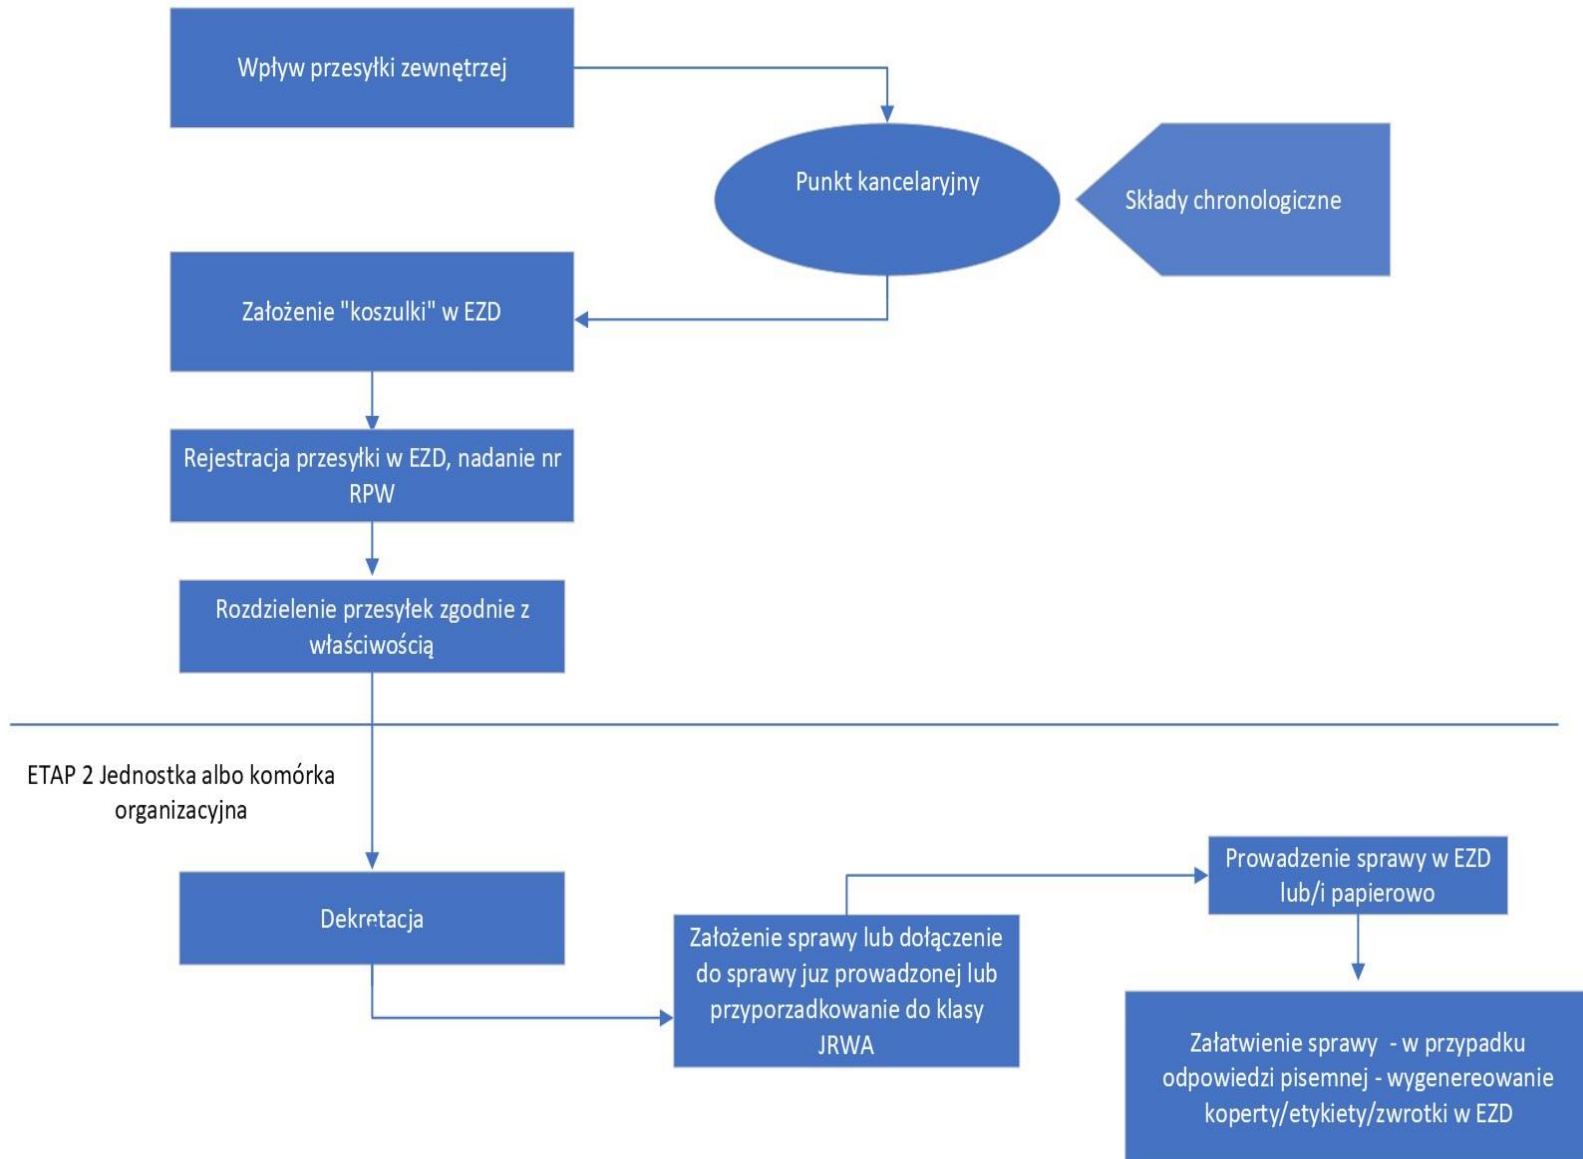 Wpływ przesyłki zewnętrzej
Punkt kancelaryjny
Składy chronologiczne
Założenie "koszulki" w EZD
Rejestracja przesyłki w EZD, nadanie nr
RPW
Rozdzielenie przesyłek zgodnie z
właściwością
ETAP 2 Jednostka albo komórka
organizacyjna
Dekretacja
Założenie sprawy lub dołączenie
do sprawy juz prowadzonej lub
przyporzadkowanie do klasy
JRWA
Prowadzenie sprawy w EZD
lub/i papierowo
Załatwienie sprawy - w przypadku
odpowiedzi pisemnej - wygenereowanie
koperty/etykiety/zwrotki w EZD